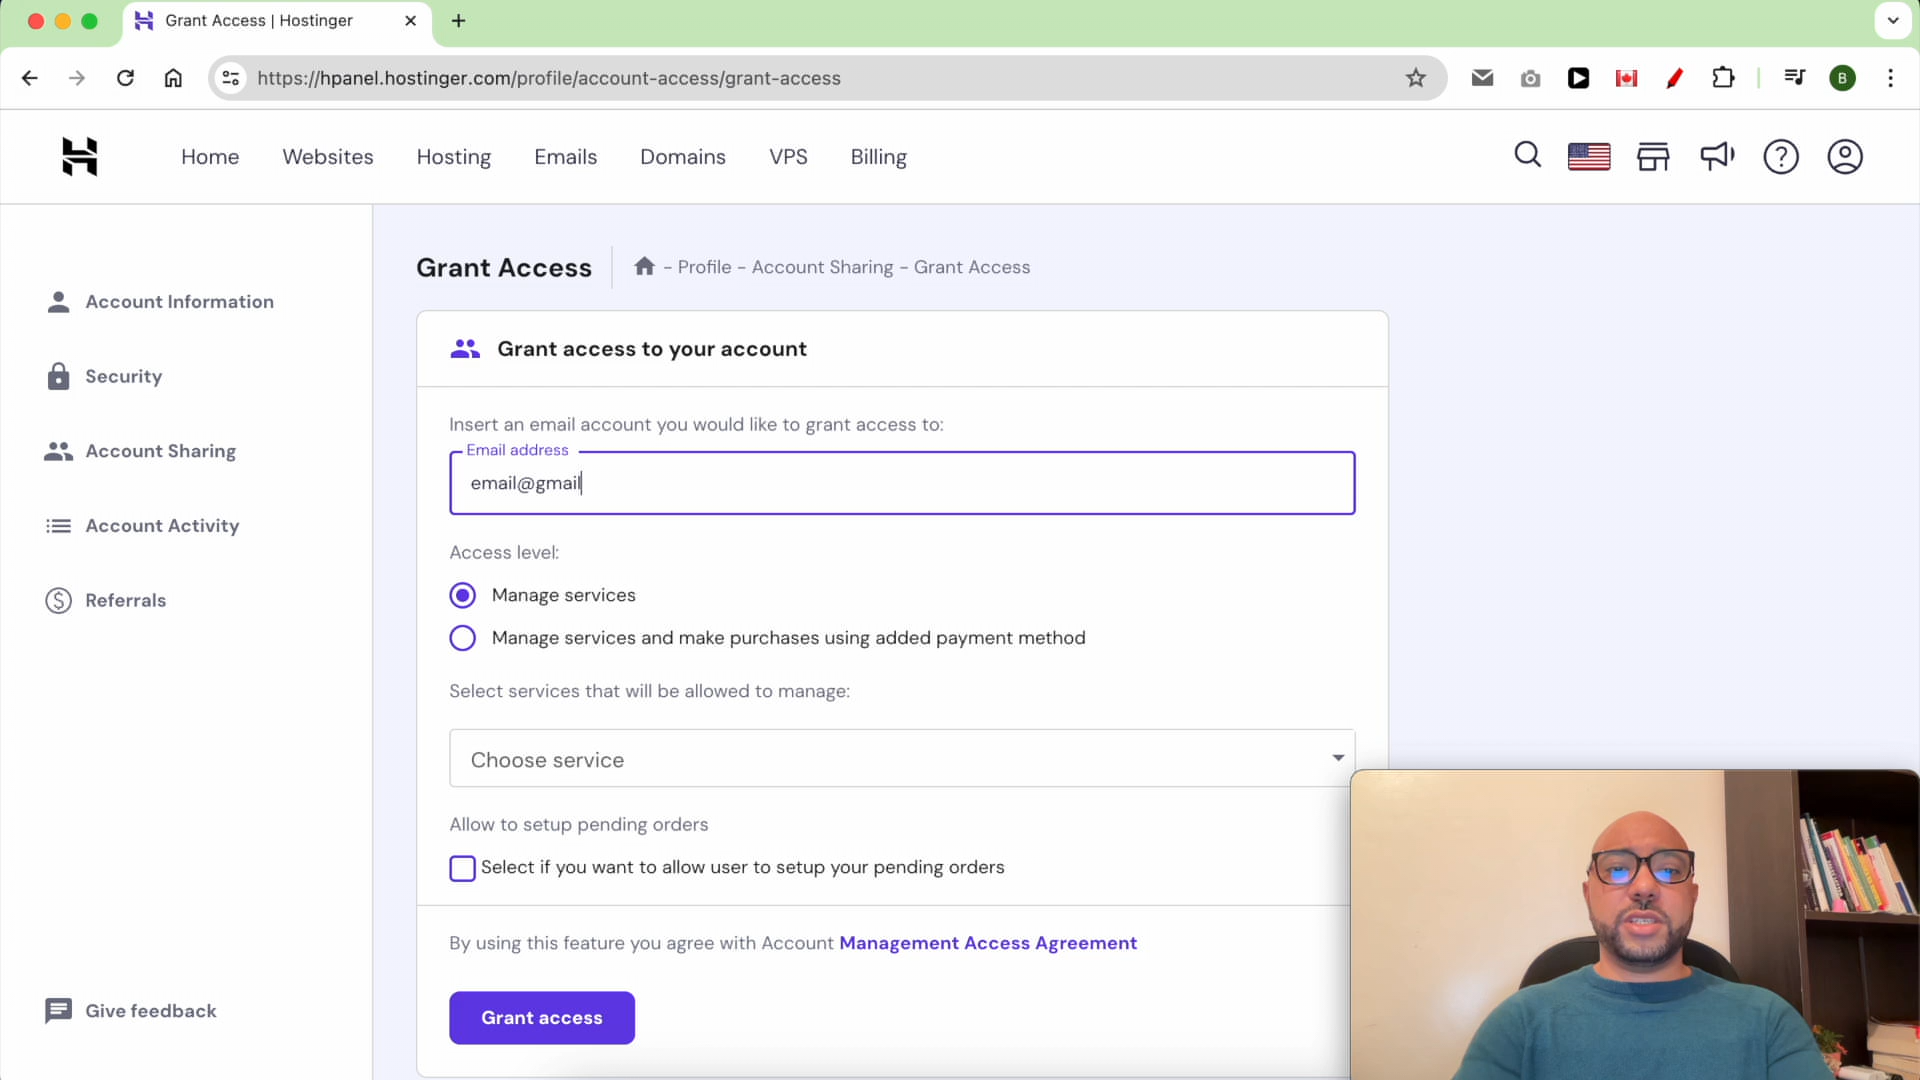 Grant Access | Hostinger
https://hpanel.hostinger.com/profile/account-access/grant-access
B
Home Websites Hosting Emails Domains VPS Billing
Account Information
Security
Account Sharing
Account Activity
Referrals
Give feedback
Grant Access
- Profile - Account Sharing - Grant Access
Grant access to your account
Insert an email account you would like to grant access to:
Email address
email@gmail
Access level:
Manage services
Manage services and make purchases using added payment method
Select services that will be allowed to manage:
Choose service
Allow to setup pending orders
Select if you want to allow user to setup your pending orders
By using this feature you agree with Account Management Access Agreement
Grant access